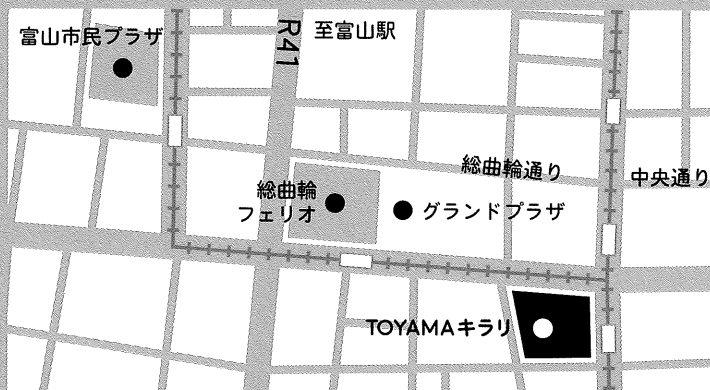 富山市民プラザ
R41
至富山駅
総曲輪通り
中央通り
総曲輪
フェリオ
グランドプラザ
TOYAMAキラリ